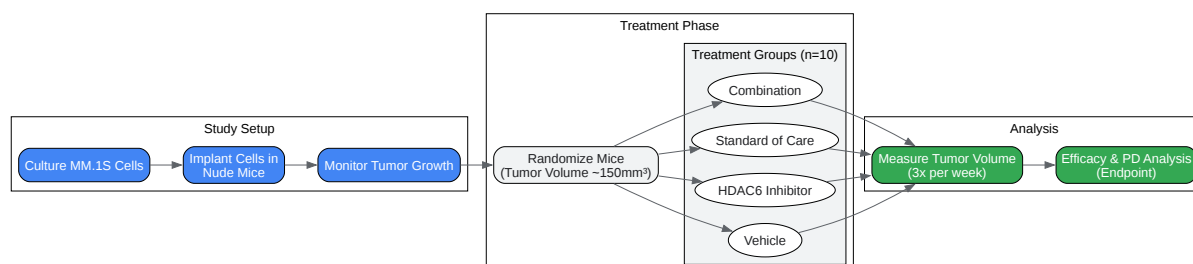 Study Setup
Culture MM.1S Cells
Implant Cells in
Nude Mice
Monitor Tumor Growth
Treatment Phase
Randomize Mice
(Tumor Volume ~150mm³)
Treatment Groups (n=10)
Combination
Standard of Care
HDAC6 Inhibitor
Vehicle
Analysis
Measure Tumor Volume
(3x per week)
Efficacy & PD Analysis
(Endpoint)